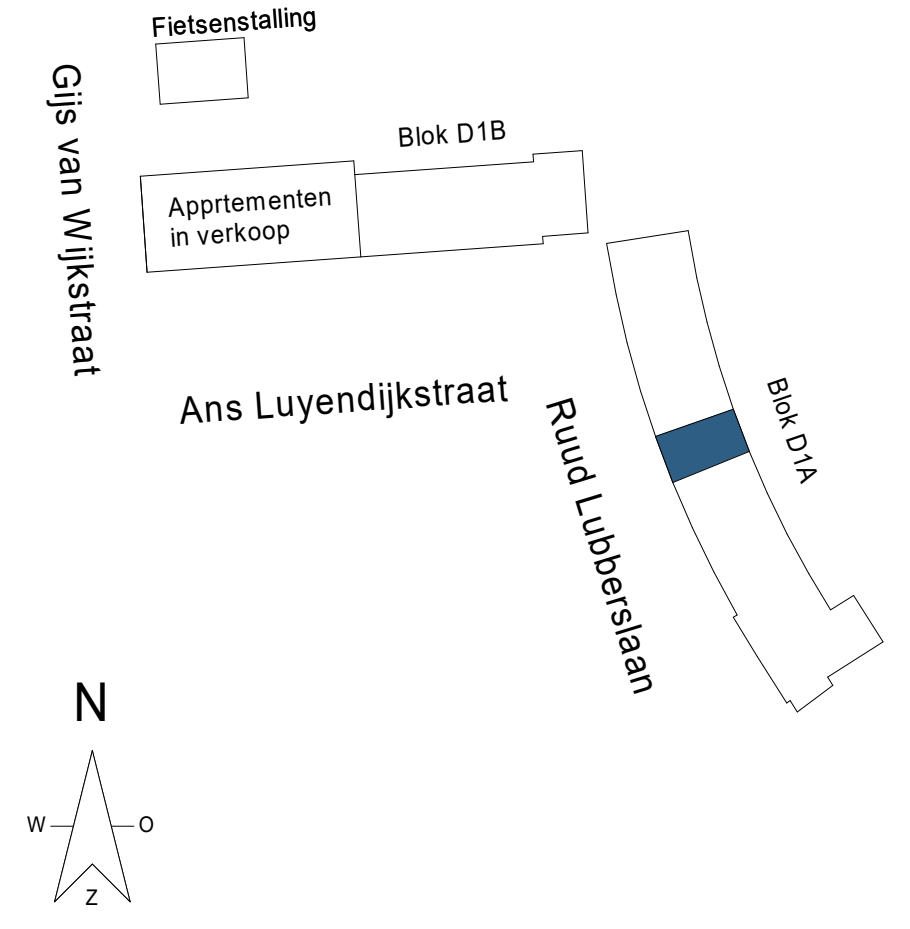 Fietsenstalling
Gijs van Wijkstraat
Blok D1B
Apprtementen
in verkoop
Ans Luyendijkstraat
Ruud Lubberslaan
Blok D1A
N
W
O
Z